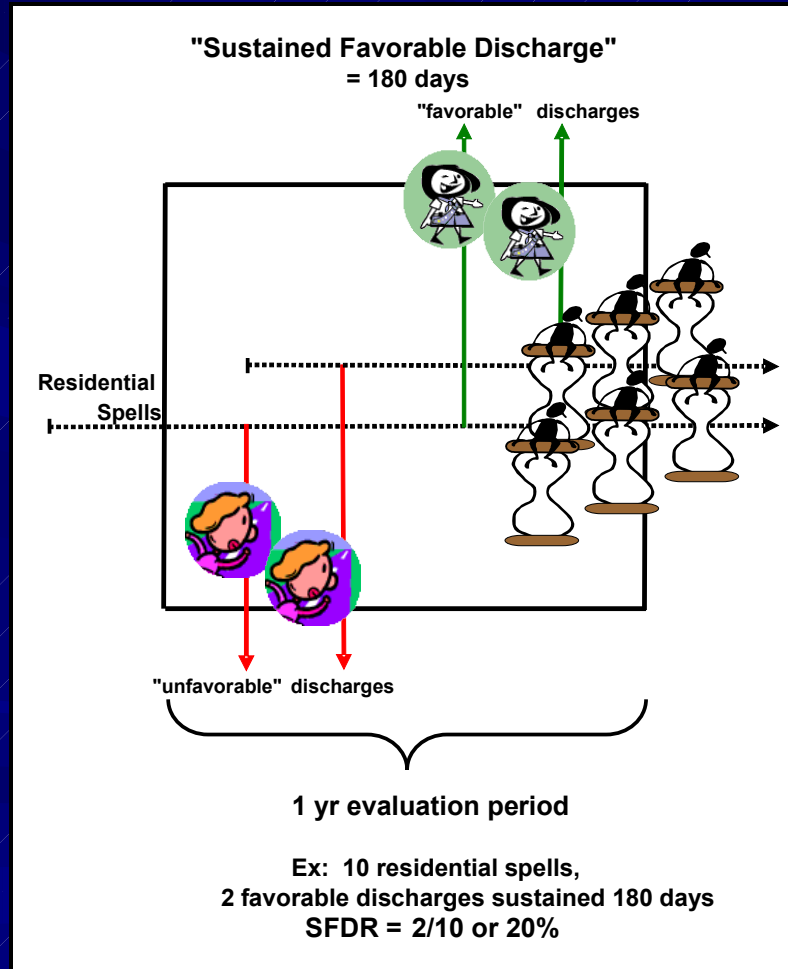 "Sustained Favorable Discharge"
= 180 days
"favorable" discharges
Residential
Spells
"unfavorable" discharges
1 yr evaluation period
Ex: 10 residential spells,
2 favorable discharges sustained 180 days
SFDR = 2/10 or 20%